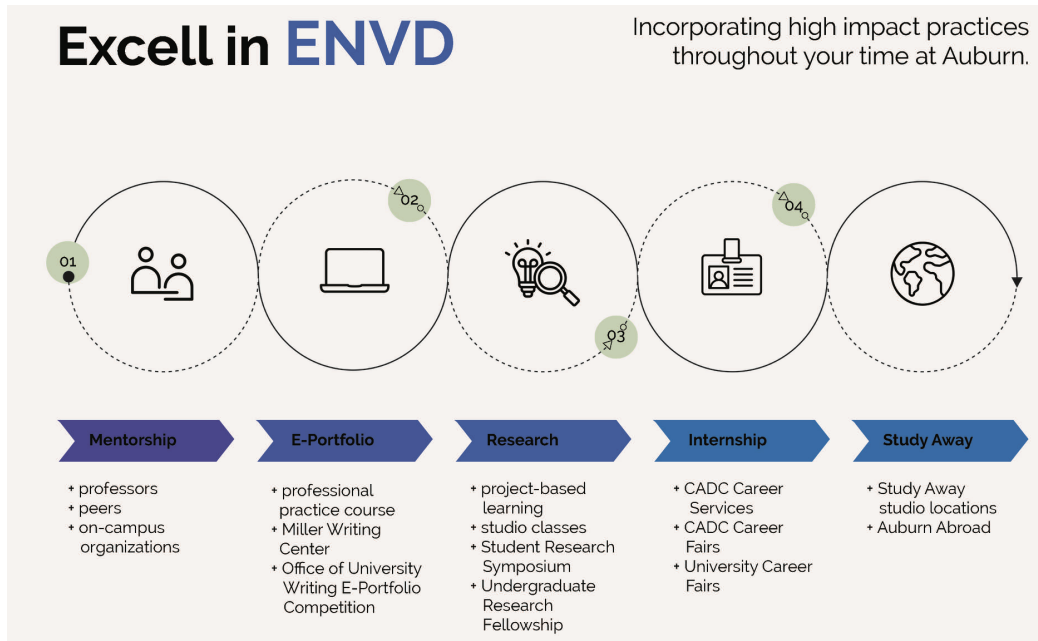 Excell in ENVD
Incorporating high impact practices
throughout your time at Auburn.
01
02
03
04
Mentorship
+ professors
+ peers
+ on-campus
organizations
E-Portfolio
+ professional
practice course
+ Miller Writing
Center
+ Office of University
Writing E-Portfolio
Competition
Research
+ project-based
learning
+ studio classes
+ Student Research
Symposium
+ Undergraduate
Research
Fellowship
Internship
+ CADC Career
Services
+ CADC Career
Fairs
+ University Career
Fairs
Study Away
+ Study Away
studio locations
+ Auburn Abroad